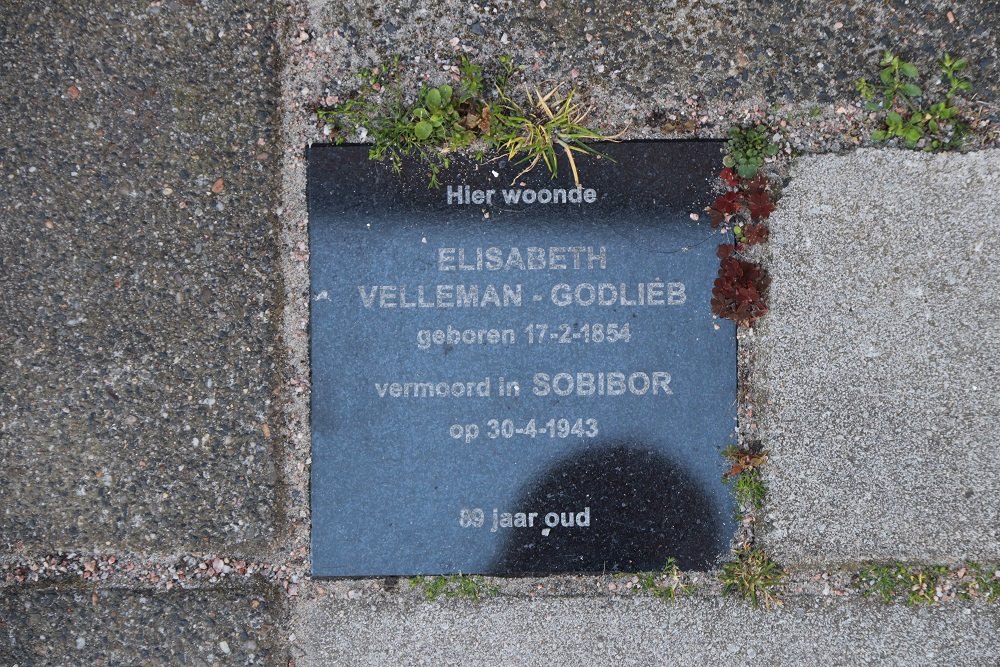 Hier woonde
ELISABETH
VELLEMAN - GODLIEB
geboren 17-2-1854
vermoord in SOBIBOR
op 30-4-1943
89 jaar oud